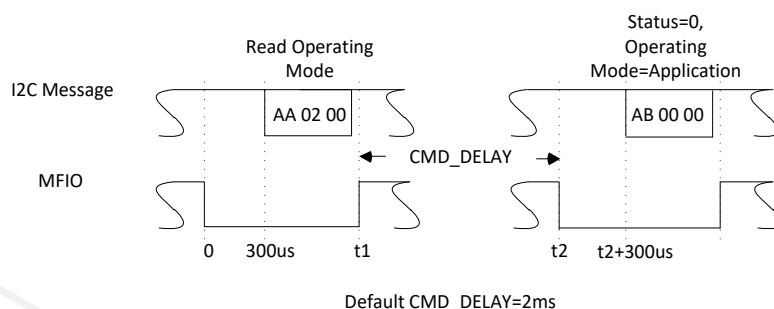 Read Operating
Mode
Status=0,
Operating
Mode=Application
I2C Message
AA 02 00
AB 00 00
CMD_DELAY
MFIO
0
300us
t1
t2
t2+300us
Default CMD DELAY=2ms